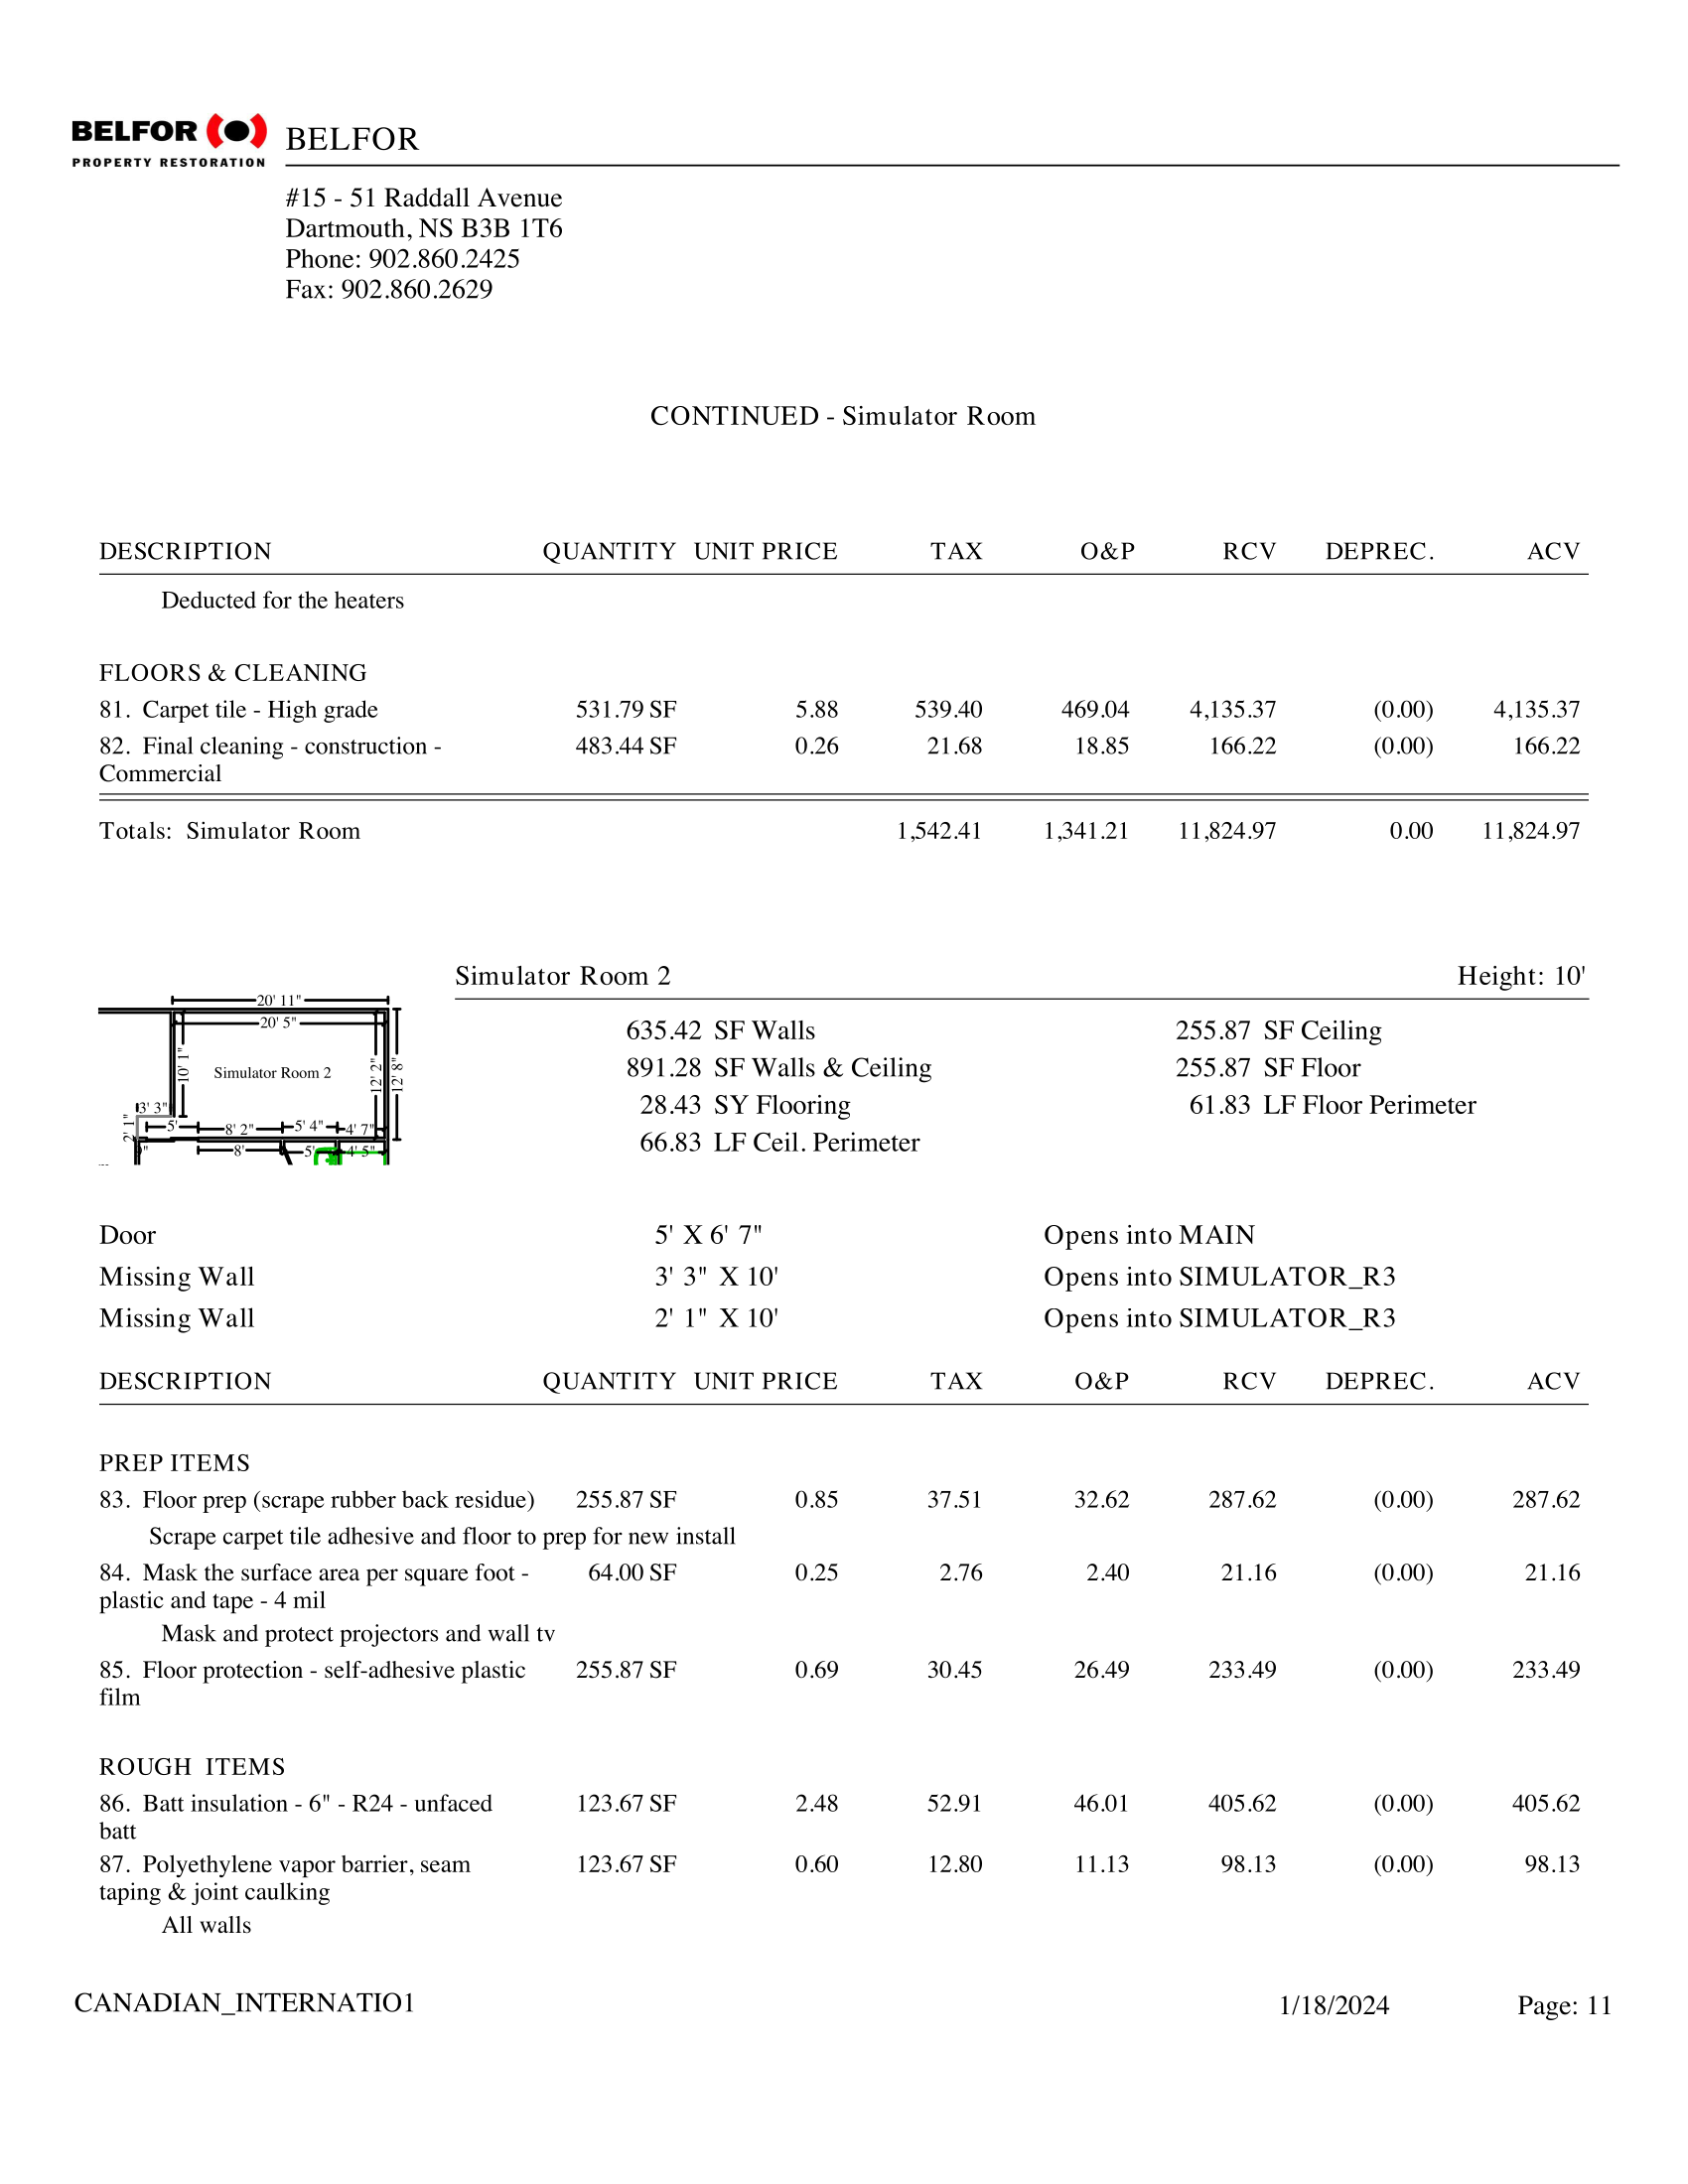 BELFOR
PROPERTY RESTORATION
BELFOR
#15 - 51 Raddall Avenue
Dartmouth, NS B3B 1T6
Phone: 902.860.2425
Fax: 902.860.2629
CONTINUED - Simulator Room
DESCRIPTION QUANTITY UNIT PRICE TAX O&P RCV DEPREC. ACV
Deducted for the heaters
FLOORS & CLEANING
81. Carpet tile - High grade 531.79 SF 5.88 539.40 469.04 4,135.37 (0.00) 4,135.37
82. Final cleaning - construction - 483.44 SF 0.26 21.68 18.85 166.22 (0.00) 166.22
Commercial
Totals: Simulator Room 1,542.41 1,341.21 11,824.97 0.00 11,824.97
Simulator Room 2 Height: 10'
20' 11"
20' 5"
10' 1"
Simulator Room 2
12' 2"
12' 8"
3' 3"
2' 1"
5' 8' 2" 5' 4" 4' 7"
8' 5' 4' 5"
635.42 SF Walls 255.87 SF Ceiling
891.28 SF Walls & Ceiling 255.87 SF Floor
28.43 SY Flooring 61.83 LF Floor Perimeter
66.83 LF Ceil. Perimeter
Door 5' X 6' 7" Opens into MAIN
Missing Wall 3' 3" X 10' Opens into SIMULATOR_R3
Missing Wall 2' 1" X 10' Opens into SIMULATOR_R3
DESCRIPTION QUANTITY UNIT PRICE TAX O&P RCV DEPREC. ACV
PREP ITEMS
83. Floor prep (scrape rubber back residue) 255.87 SF 0.85 37.51 32.62 287.62 (0.00) 287.62
Scrape carpet tile adhesive and floor to prep for new install
84. Mask the surface area per square foot - 64.00 SF 0.25 2.76 2.40 21.16 (0.00) 21.16
plastic and tape - 4 mil
Mask and protect projectors and wall tv
85. Floor protection - self-adhesive plastic 255.87 SF 0.69 30.45 26.49 233.49 (0.00) 233.49
film
ROUGH ITEMS
86. Batt insulation - 6" - R24 - unfaced 123.67 SF 2.48 52.91 46.01 405.62 (0.00) 405.62
batt
87. Polyethylene vapor barrier, seam 123.67 SF 0.60 12.80 11.13 98.13 (0.00) 98.13
taping & joint caulking
All walls
CANADIAN_INTERNATIO1 1/18/2024 Page: 11